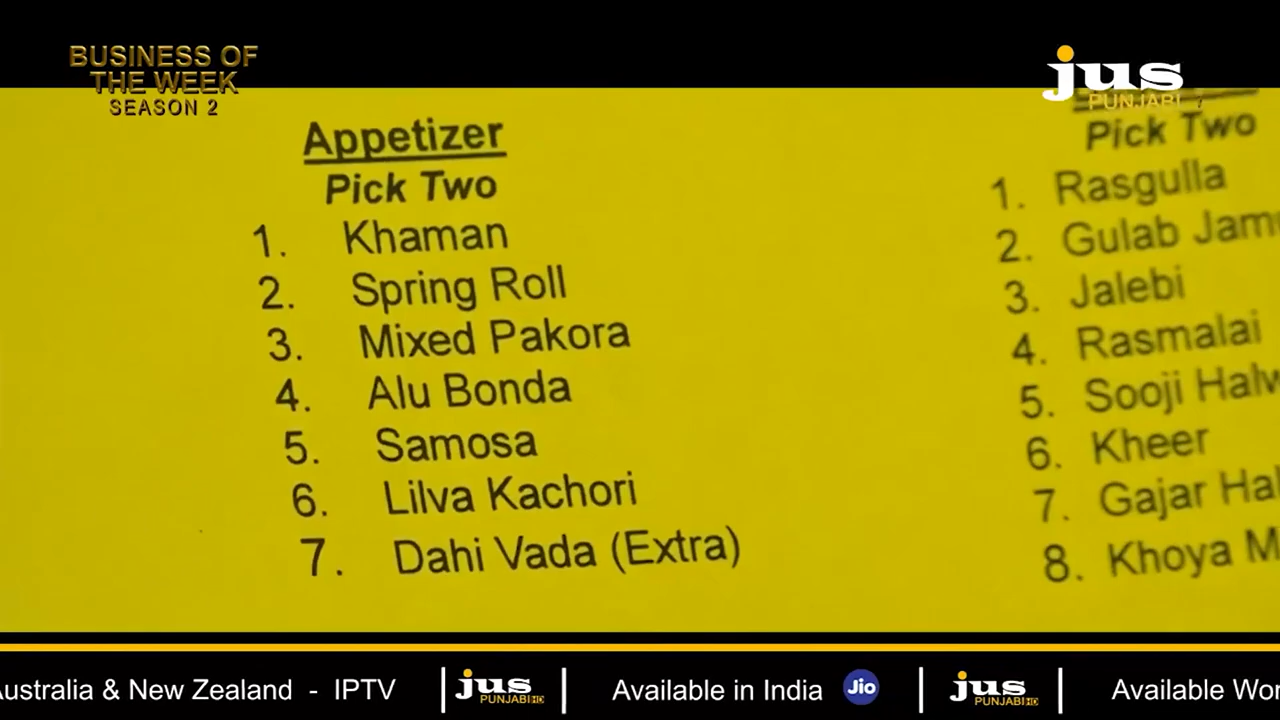 BUSINESS OF
THE WEEK
SEASON 2
jus
PUNJABI
Appetizer
Pick Two
1. Khaman
2. Spring Roll
3. Mixed Pakora
4. Alu Bonda
5. Samosa
6. Lilva Kachori
7. Dahi Vada (Extra)
Pick Two
1. Rasgulla
2. Gulab
3. Jalebi
4. Rasmalai
5. Sooji
6. Kheer
7. Gajar
8. Khoya
Australia & New Zealand - IPTV | jus PUNJABI HD | Available in India Jio | jus PUNJABI HD | Available